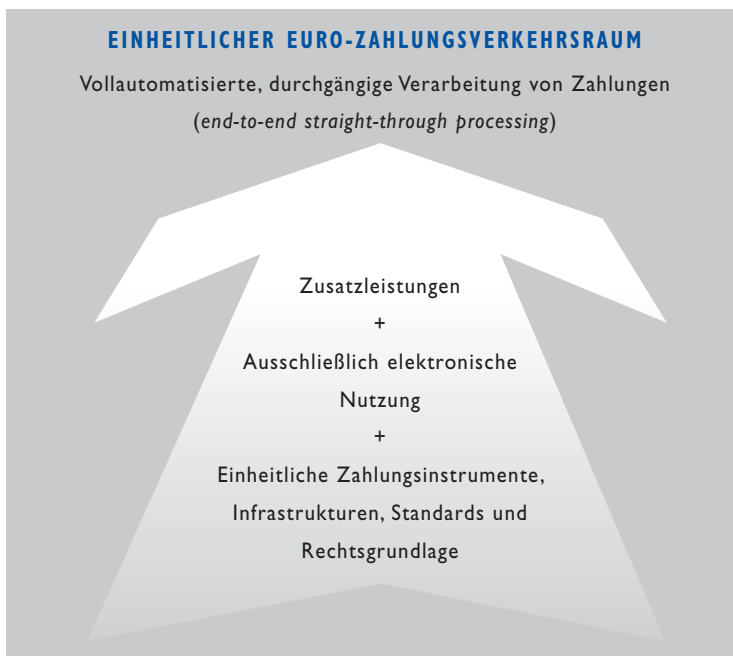 EINHEITLICHER EURO-ZAHLUNGSVERKEHRSRAUM
Vollautomatisierte, durchgängige Verarbeitung von Zahlungen
(end-to-end straight-through processing)
Zusatzleistungen
+
Ausschließlich elektronische
Nutzung
+
Einheitliche Zahlungsinstrumente,
Infrastrukturen, Standards und
Rechtsgrundlage